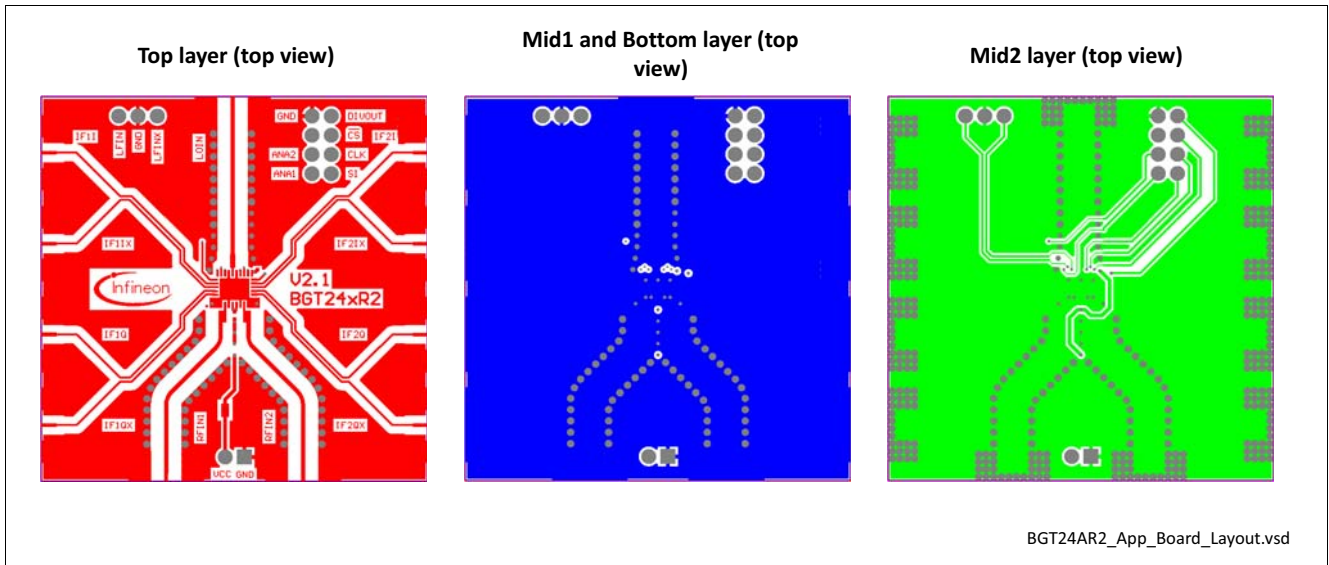 Top layer (top view)
Mid1 and Bottom layer (top
view)
Mid2 layer (top view)
GND
DIVOUT
CS
ANA2
CLK
ANA1
SI
IF1I
LFIN
GND
LFINX
LOIN
IF2I
IF1IX
IF2IX
Infineon
V2.1
BGT24xR2
IF1Q
IF2Q
IF1QX
RFIN1
RFIN2
IF2QX
VCC GND
BGT24AR2_App_Board_Layout.vsd